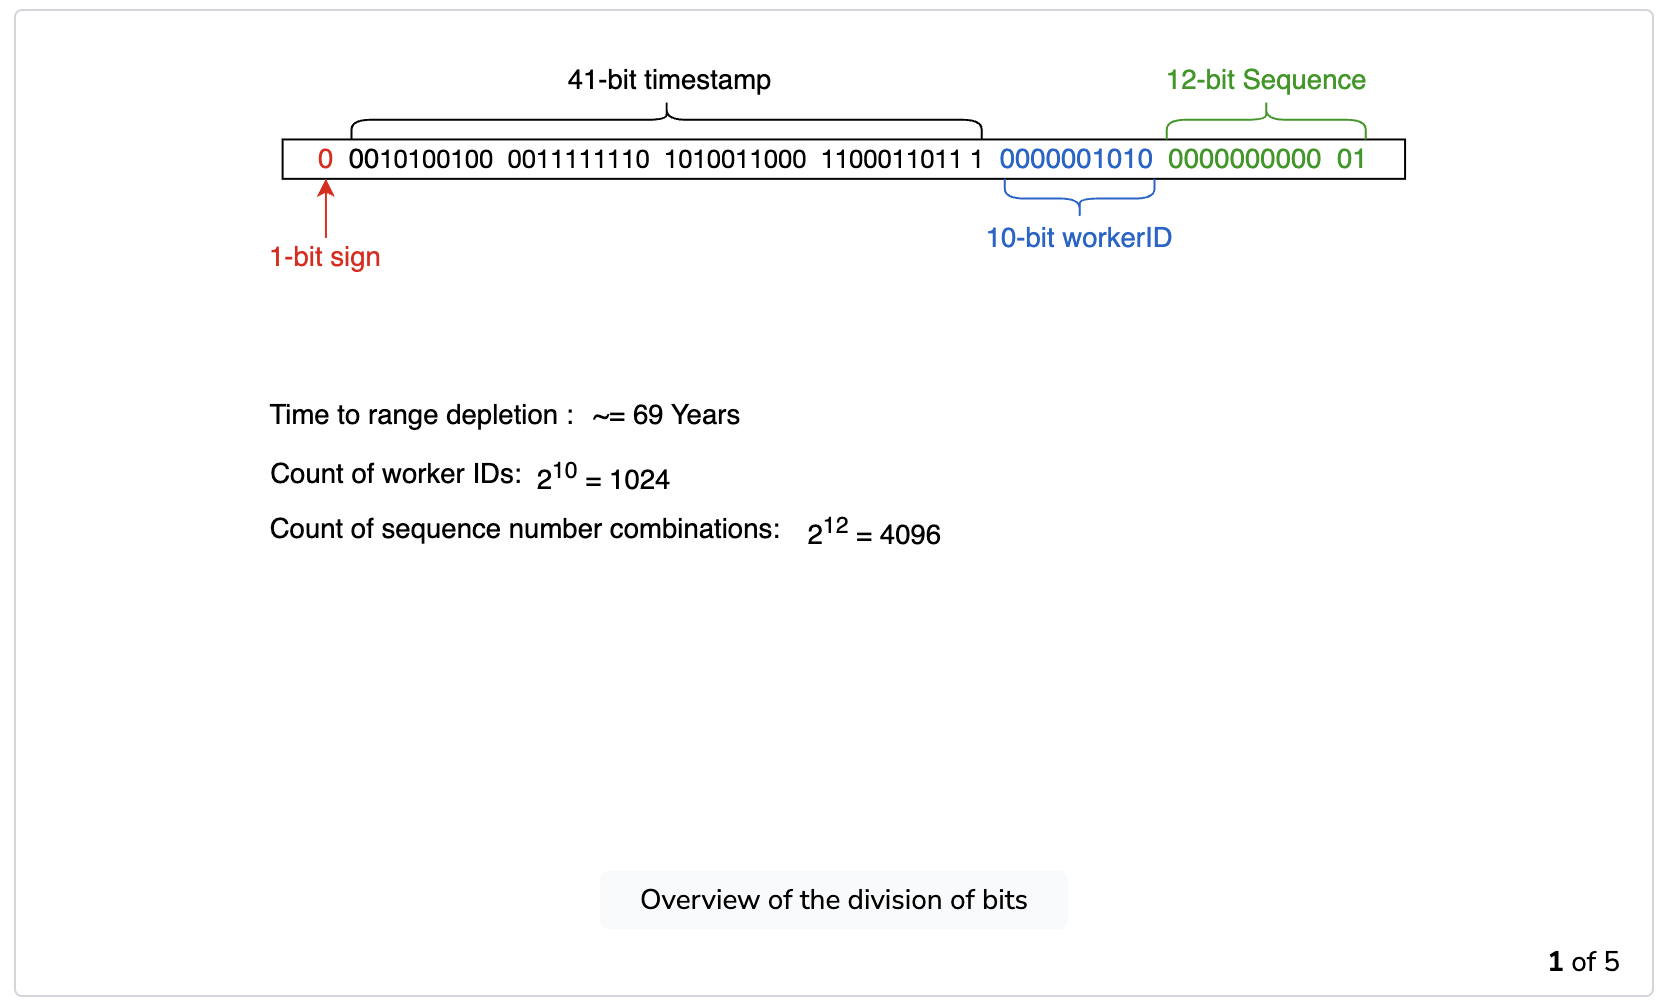 41-bit timestamp 12-bit Sequence
0 0010100100 0011111110 1010011000 1100011011 1 0000001010 0000000000 01
10-bit workerID
1-bit sign
Time to range depletion : ~= 69 Years
Count of worker IDs: 2^10 = 1024
Count of sequence number combinations: 2^12 = 4096
Overview of the division of bits
1 of 5